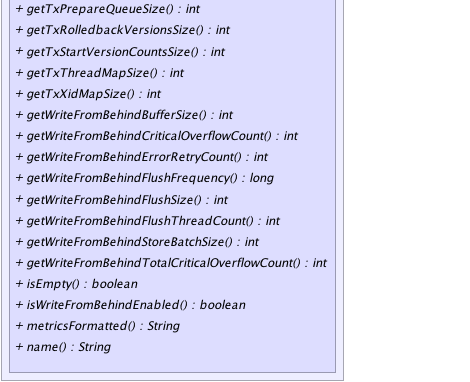 + getTxPrepareQueueSize() : int
+ getTxRolledbackVersionsSize() : int
+ getTxStartVersionCountsSize() : int
+ getTxThreadMapSize() : int
+ getTxXidMapSize() : int
+ getWriteFromBehindBufferSize() : int
+ getWriteFromBehindCriticalOverflowCount() : int
+ getWriteFromBehindErrorRetryCount() : int
+ getWriteFromBehindFlushFrequency() : long
+ getWriteFromBehindFlushSize() : int
+ getWriteFromBehindFlushThreadCount() : int
+ getWriteFromBehindStoreBatchSize() : int
+ getWriteFromBehindTotalCriticalOverflowCount() : int
+ isEmpty() : boolean
+ isWriteFromBehindEnabled() : boolean
+ metricsFormatted() : String
+ name() : String